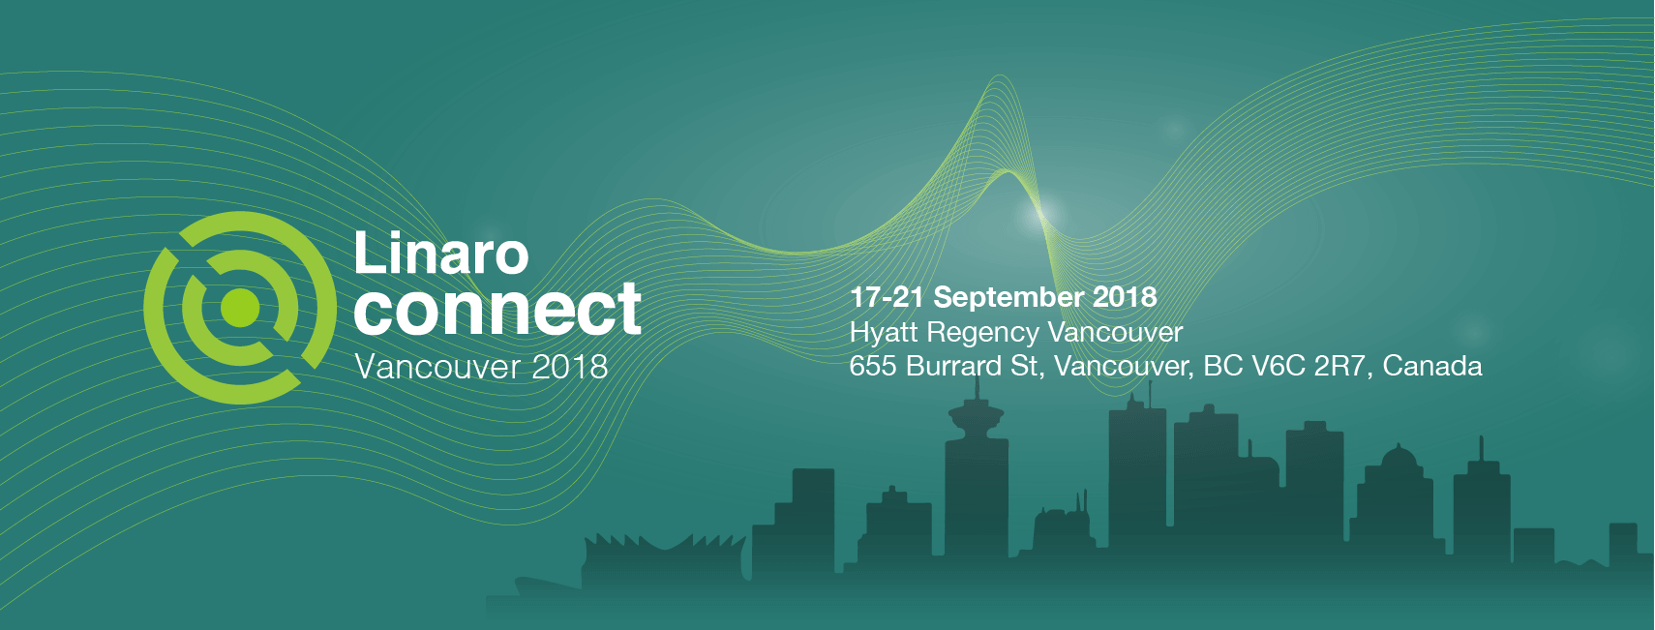 Linaro
connect
Vancouver 2018
17-21 September 2018
Hyatt Regency Vancouver
655 Burrard St, Vancouver, BC V6C 2R7, Canada